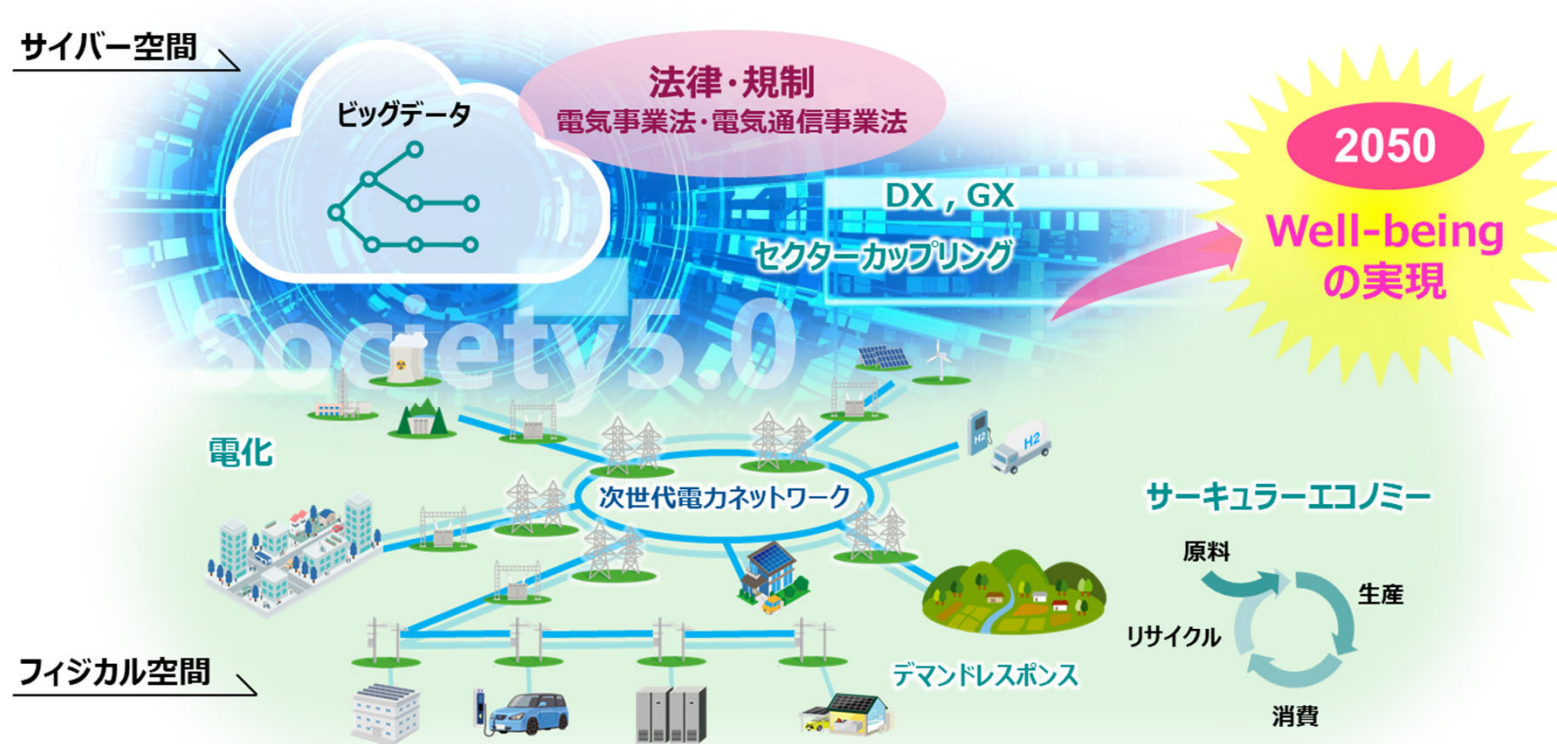 サイバー空間
ビッグデータ
法律・規制
電気事業法・電気通信事業法
DX , GX
セクターカップリング
2050
Well-being
の実現
Society5.0
電化
次世代電力ネットワーク
H2
H2
サーキュラーエコノミー
原料
生産
リサイクル
消費
デマンドレスポンス
フィジカル空間